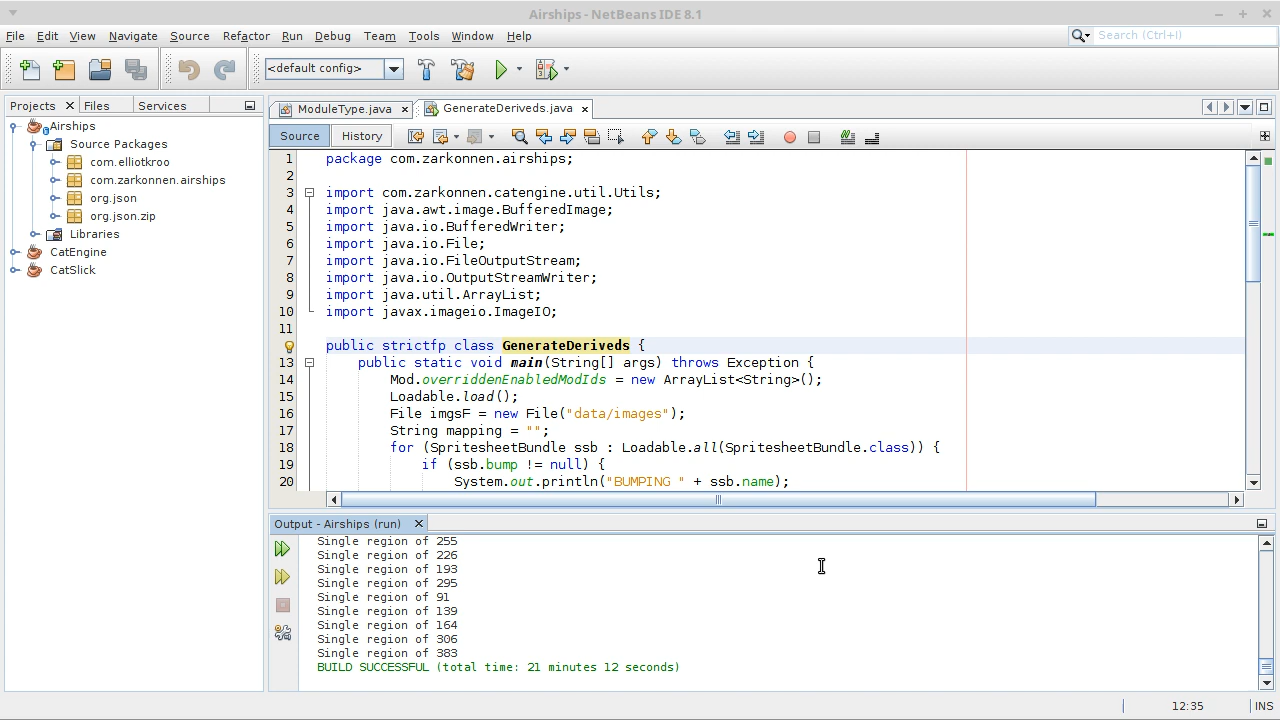 Airships - NetBeans IDE 8.1
File Edit View Navigate Source Refactor Run Debug Team Tools Window Help
Search (Ctrl+I)
<default config>
Projects Files Services
Airships
Source Packages
com.elliotkroo
com.zarkonnen.airships
org.json
org.json.zip
Libraries
CatEngine
CatSlick
ModuleType.java GenerateDeriveds.java
Source History
1 package com.zarkonnen.airships;
2
3 import com.zarkonnen.catengine.util.Utils;
4 import java.awt.image.BufferedImage;
5 import java.io.BufferedWriter;
6 import java.io.File;
7 import java.io.FileOutputStream;
8 import java.io.OutputStreamWriter;
9 import java.util.ArrayList;
10 import javax.imageio.ImageIO;
11
public strictfp class GenerateDeriveds {
13 public static void main(String[] args) throws Exception {
14 Mod.overriddenEnabledModIds = new ArrayList<String>();
15 Loadable.load();
16 File imgsF = new File("data/images");
17 String mapping = "";
18 for (SpritesheetBundle ssb : Loadable.all(SpritesheetBundle.class)) {
19 if (ssb.bump != null) {
20 System.out.println("BUMPING " + ssb.name);
Output - Airships (run)
Single region of 255
Single region of 226
Single region of 193
Single region of 295
Single region of 91
Single region of 139
Single region of 164
Single region of 306
Single region of 383
BUILD SUCCESSFUL (total time: 21 minutes 12 seconds)
12:35 INS